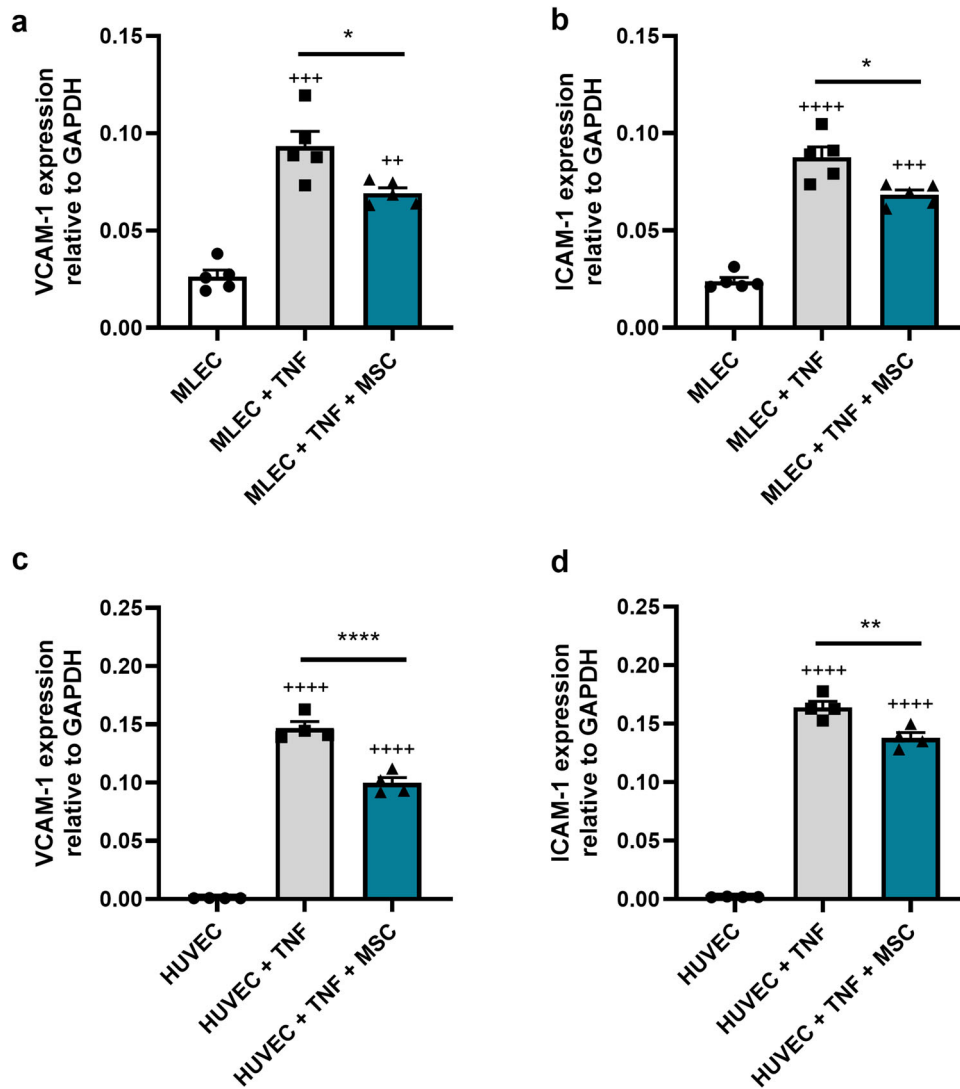 a
VCAM-1 expression
relative to GAPDH
0.15
0.10
0.05
0.00
*
+++
++
MLEC
MLEC + TNF
MLEC + TNF + MSC
b
ICAM-1 expression
relative to GAPDH
0.15
0.10
0.05
0.00
*
++++
+++
MLEC
MLEC + TNF
MLEC + TNF + MSC
c
VCAM-1 expression
relative to GAPDH
0.25
0.20
0.15
0.10
0.05
0.00
****
++++
++++
HUVEC
HUVEC + TNF
HUVEC + TNF + MSC
d
ICAM-1 expression
relative to GAPDH
0.25
0.20
0.15
0.10
0.05
0.00
**
++++
++++
HUVEC
HUVEC + TNF
HUVEC + TNF + MSC